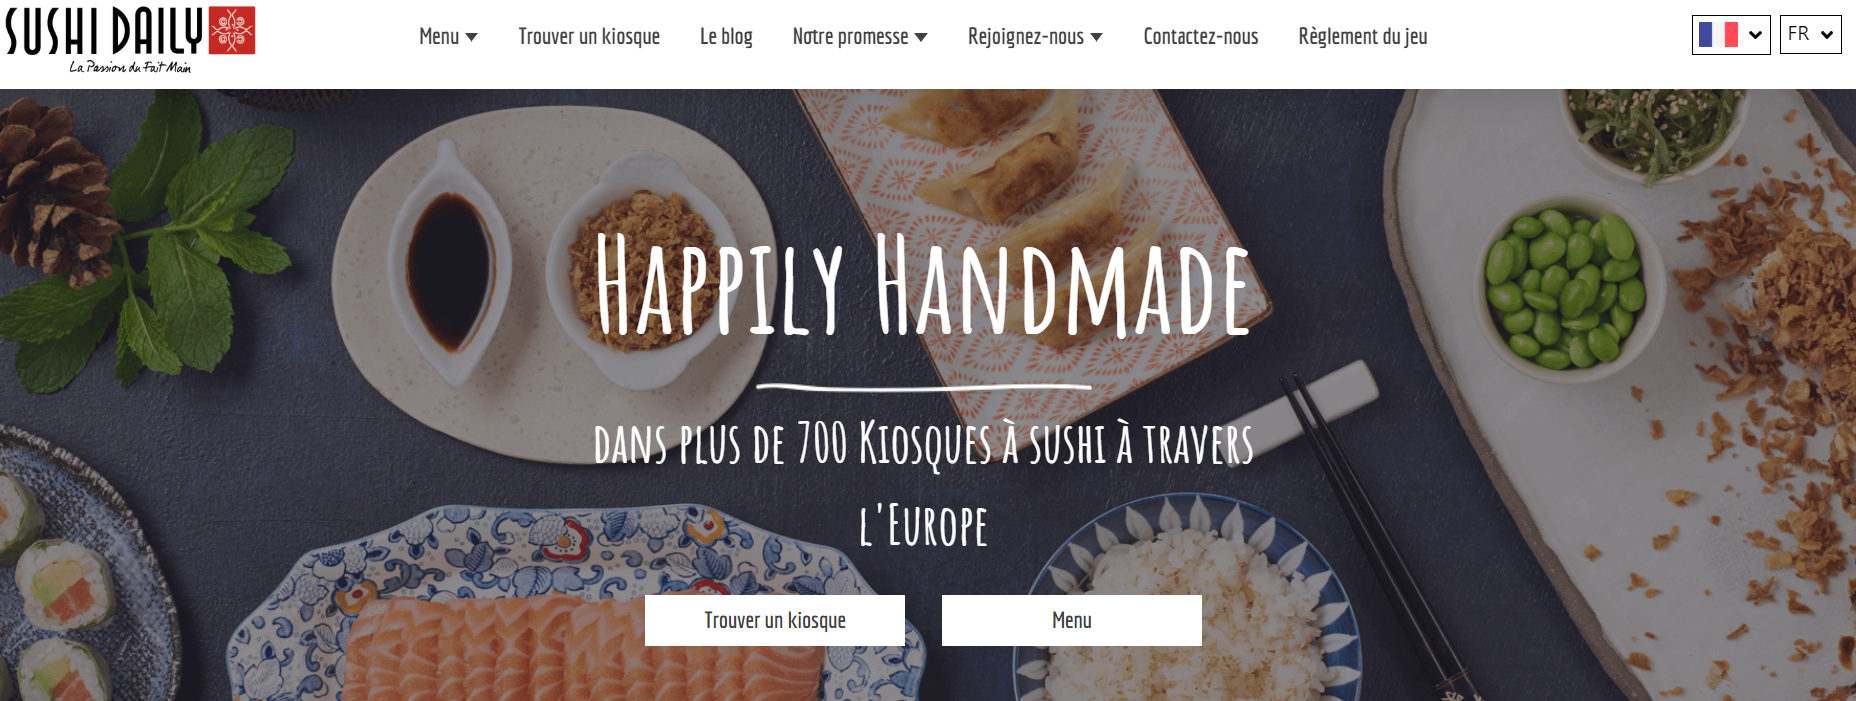 SUSHI DAILY
La Passion du Fait Main
Menu
Trouver un kiosque
Le blog
Notre promesse
Rejoignez-nous
Contactez-nous
Règlement du jeu
FR
Happily Handmade
dans plus de 700 Kiosques à sushi à travers
l'Europe
Trouver un kiosque
Menu